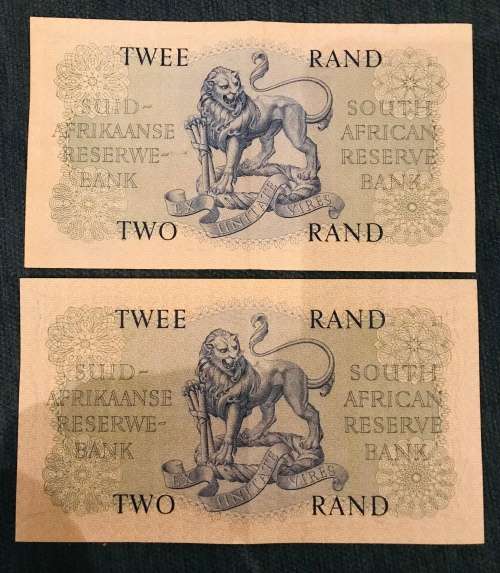 TWEE RAND
SUID- SOUTH
AFRIKAANSE AFRICAN
RESERWE- RESERVE
BANK BANK
EX UNITATE VIRES
TWO RAND
TWEE RAND
SUID- SOUTH
AFRIKAANSE AFRICAN
RESERWE- RESERVE
BANK BANK
EX UNITATE VIRES
TWO RAND